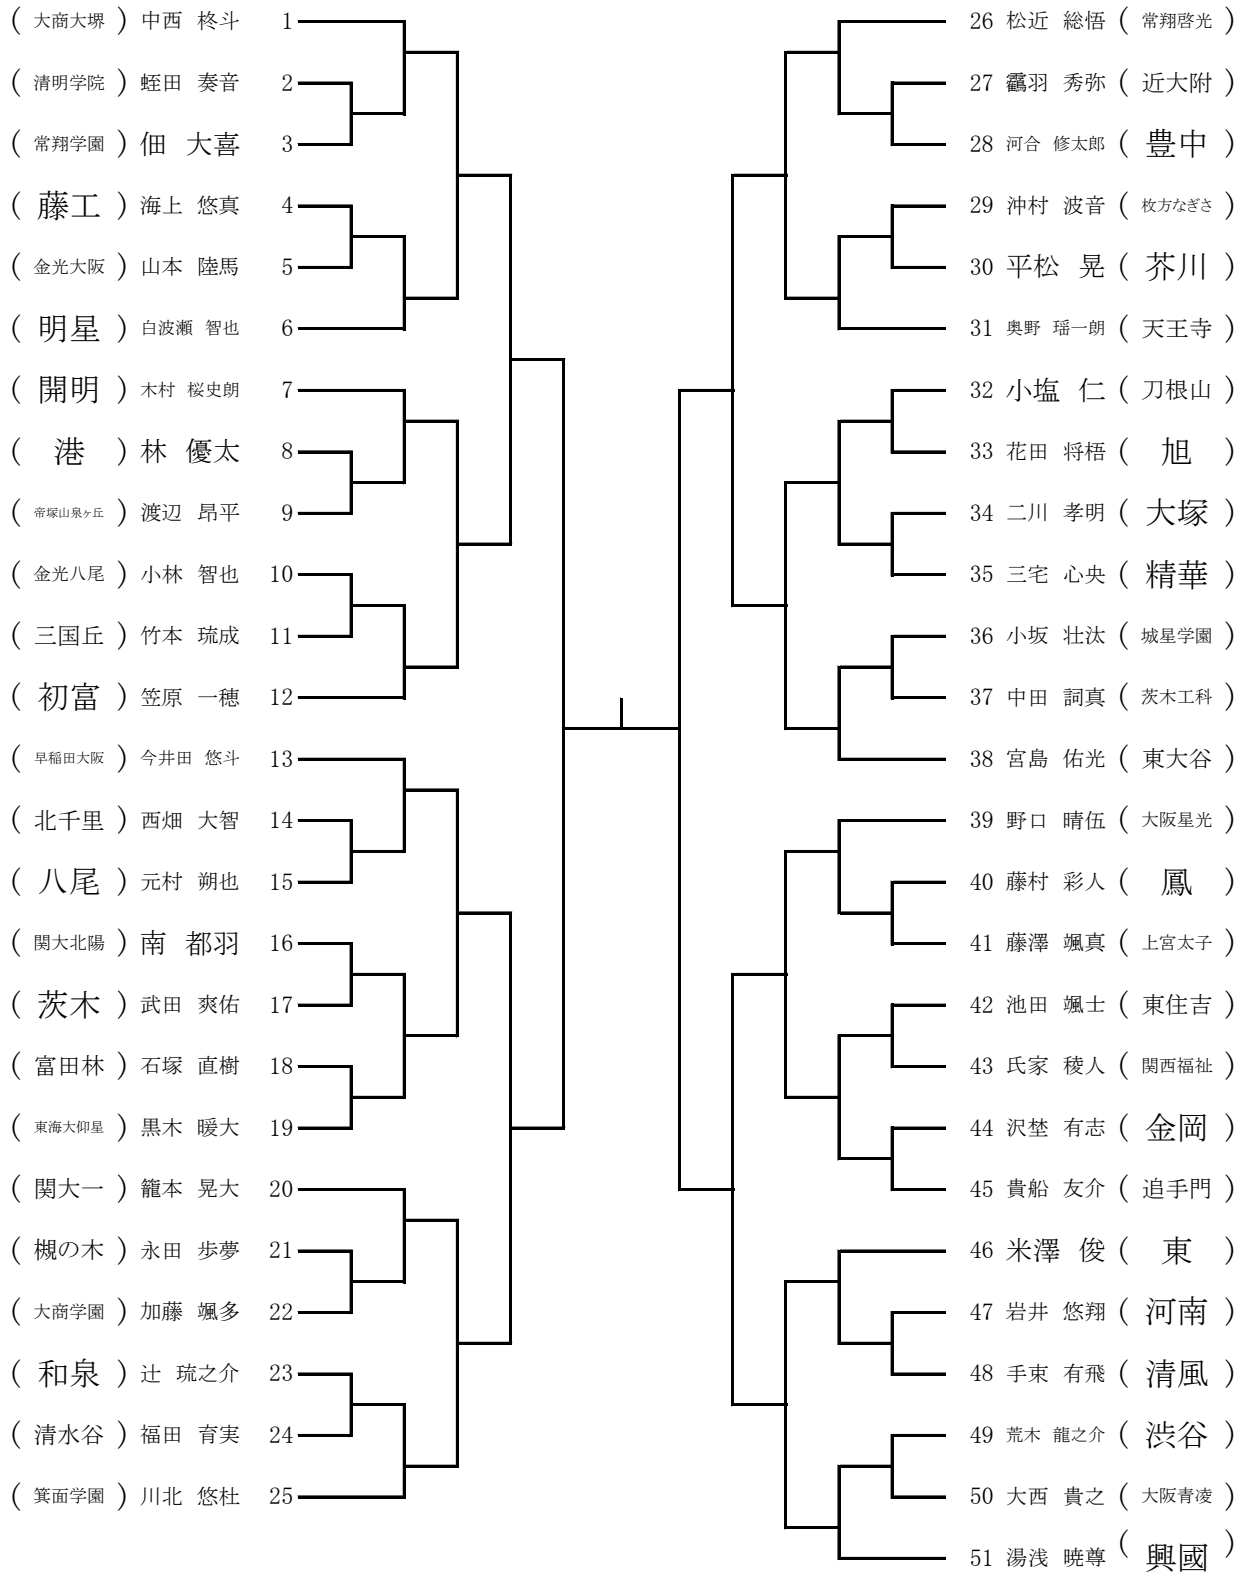 ( 大商大堺 ) 中西 柊斗 1
( 清明学院 ) 蛭田 奏音 2
( 常翔学園 ) 佃 大喜 3
( 藤工 ) 海上 悠真 4
( 金光大阪 ) 山本 陸馬 5
( 明星 ) 白波瀬 智也 6
( 開明 ) 木村 桜史朗 7
( 港 ) 林 優太 8
( 帝塚山泉ヶ丘 ) 渡辺 昂平 9
( 金光八尾 ) 小林 智也 10
( 三国丘 ) 竹本 琉成 11
( 初富 ) 笠原 一穂 12
( 早稲田大阪 ) 今井田 悠斗 13
( 北千里 ) 西畑 大智 14
( 八尾 ) 元村 朔也 15
( 関大北陽 ) 南 都羽 16
( 茨木 ) 武田 爽佑 17
( 富田林 ) 石塚 直樹 18
( 東海大仰星 ) 黒木 暖大 19
( 関大一 ) 籠本 晃大 20
( 槻の木 ) 永田 歩夢 21
( 大商学園 ) 加藤 颯多 22
( 和泉 ) 辻 琉之介 23
( 清水谷 ) 福田 育実 24
( 箕面学園 ) 川北 悠杜 25
26 松近 総悟 ( 常翔啓光 )
27 靍羽 秀弥 ( 近大附 )
28 河合 修太郎 ( 豊中 )
29 沖村 波音 ( 枚方なぎさ )
30 平松 晃 ( 芥川 )
31 奥野 瑶一朗 ( 天王寺 )
32 小塩 仁 ( 刀根山 )
33 花田 将梧 ( 旭 )
34 二川 孝明 ( 大塚 )
35 三宅 心央 ( 精華 )
36 小坂 壮汰 ( 城星学園 )
37 中田 詞真 ( 茨木工科 )
38 宮島 佑光 ( 東大谷 )
39 野口 晴伍 ( 大阪星光 )
40 藤村 彩人 ( 鳳 )
41 藤澤 颯真 ( 上宮太子 )
42 池田 颯士 ( 東住吉 )
43 氏家 稜人 ( 関西福祉 )
44 沢埜 有志 ( 金岡 )
45 貴船 友介 ( 追手門 )
46 米澤 俊 ( 東 )
47 岩井 悠翔 ( 河南 )
48 手束 有飛 ( 清風 )
49 荒木 龍之介 ( 渋谷 )
50 大西 貴之 ( 大阪青凌 )
51 湯浅 暁尊 ( 興國 )